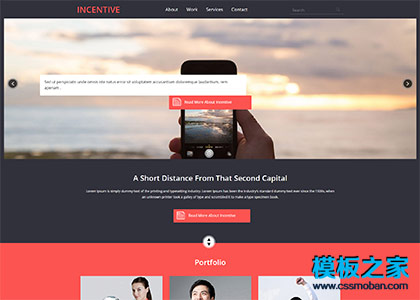 INCENTIVE
About Work Services Contact
Search
Sed ut perspiciatis unde omnis iste natus error sit voluptatem accusantium doloremque laudantium, rem
aperiam.
Read More About Incentive
A Short Distance From That Second Capital
Lorem Ipsum is simply dummy text of the printing and typesetting industry. Lorem Ipsum has been the industry's standard dummy text ever since the 1500s, when
an unknown printer took a galley of type and scrambled it to make a type specimen book.
Read More about Incentive
Portfolio
模板之家
www.cssmoban.com